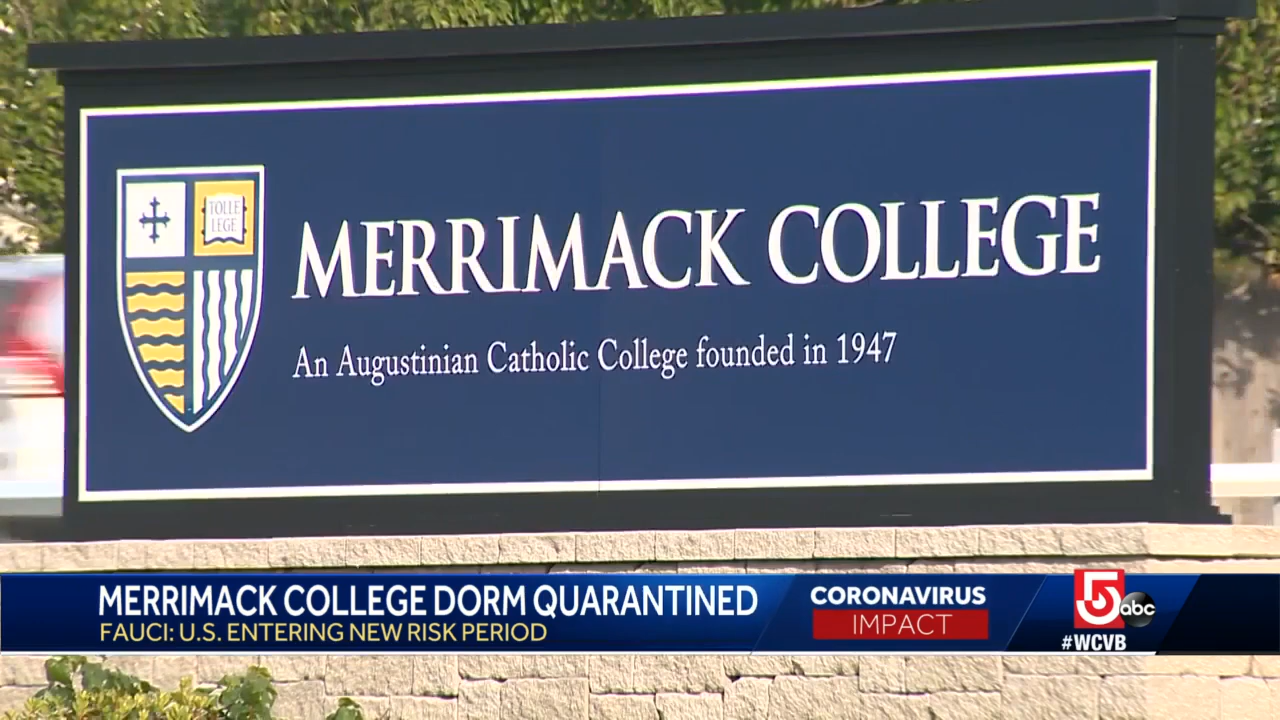 TOLLE
LEGE
MERRIMACK COLLEGE
An Augustinian Catholic College founded in 1947
MERRIMACK COLLEGE DORM QUARANTINED
FAUCI: U.S. ENTERING NEW RISK PERIOD
CORONAVIRUS
IMPACT
5 abc
#WCVB